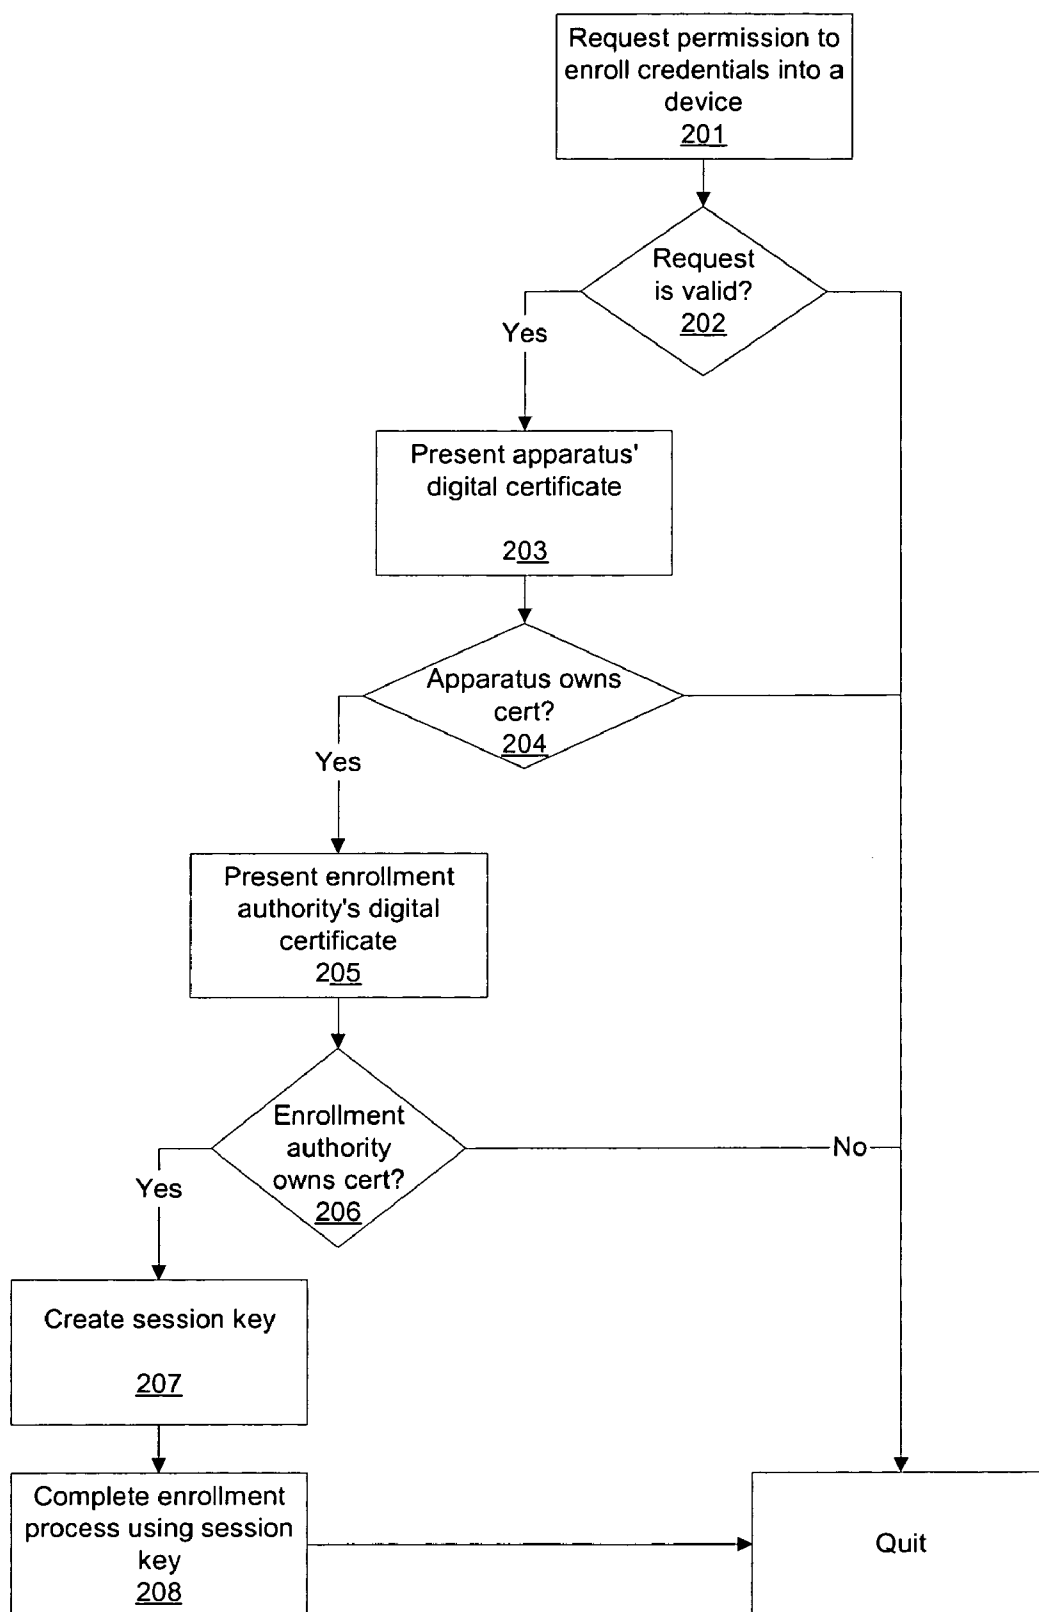 Request permission to
enroll credentials into a
device
201
Request
is valid?
202
Yes
Present apparatus'
digital certificate
203
Apparatus owns
cert?
204
Yes
Present enrollment
authority's digital
certificate
205
Enrollment
authority
owns cert?
206
No
Yes
Create session key
207
Complete enrollment
process using session
key
208
Quit